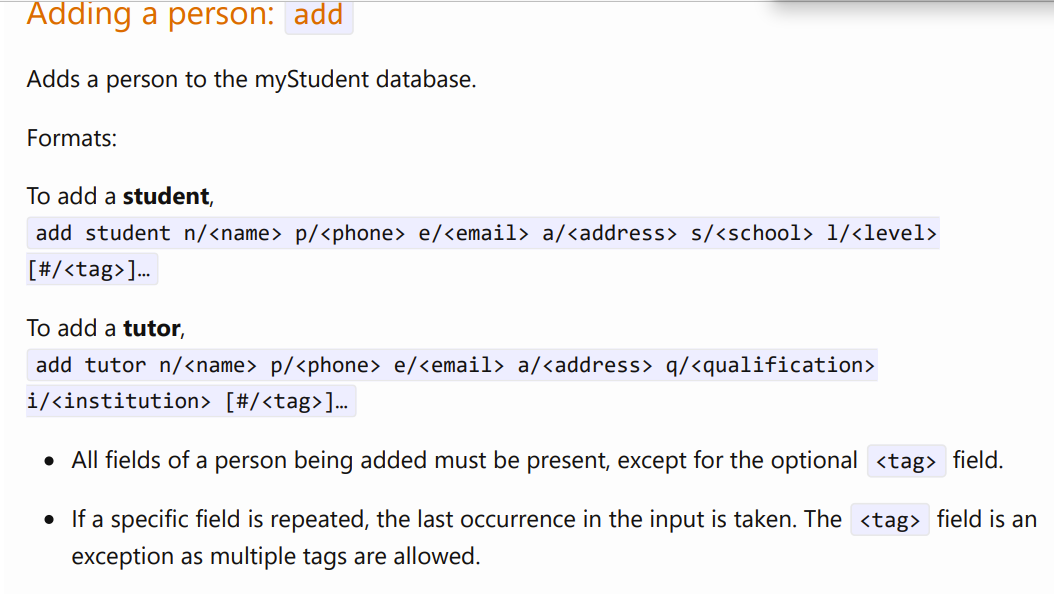 Adding a person: add
Adds a person to the myStudent database.
Formats:
To add a student,
add student n/<name> p/<phone> e/<email> a/<address> s/<school> l/<level>
[#/<tag>]…
To add a tutor,
add tutor n/<name> p/<phone> e/<email> a/<address> q/<qualification>
i/<institution> [#/<tag>]…
• All fields of a person being added must be present, except for the optional <tag> field.
• If a specific field is repeated, the last occurrence in the input is taken. The <tag> field is an
exception as multiple tags are allowed.